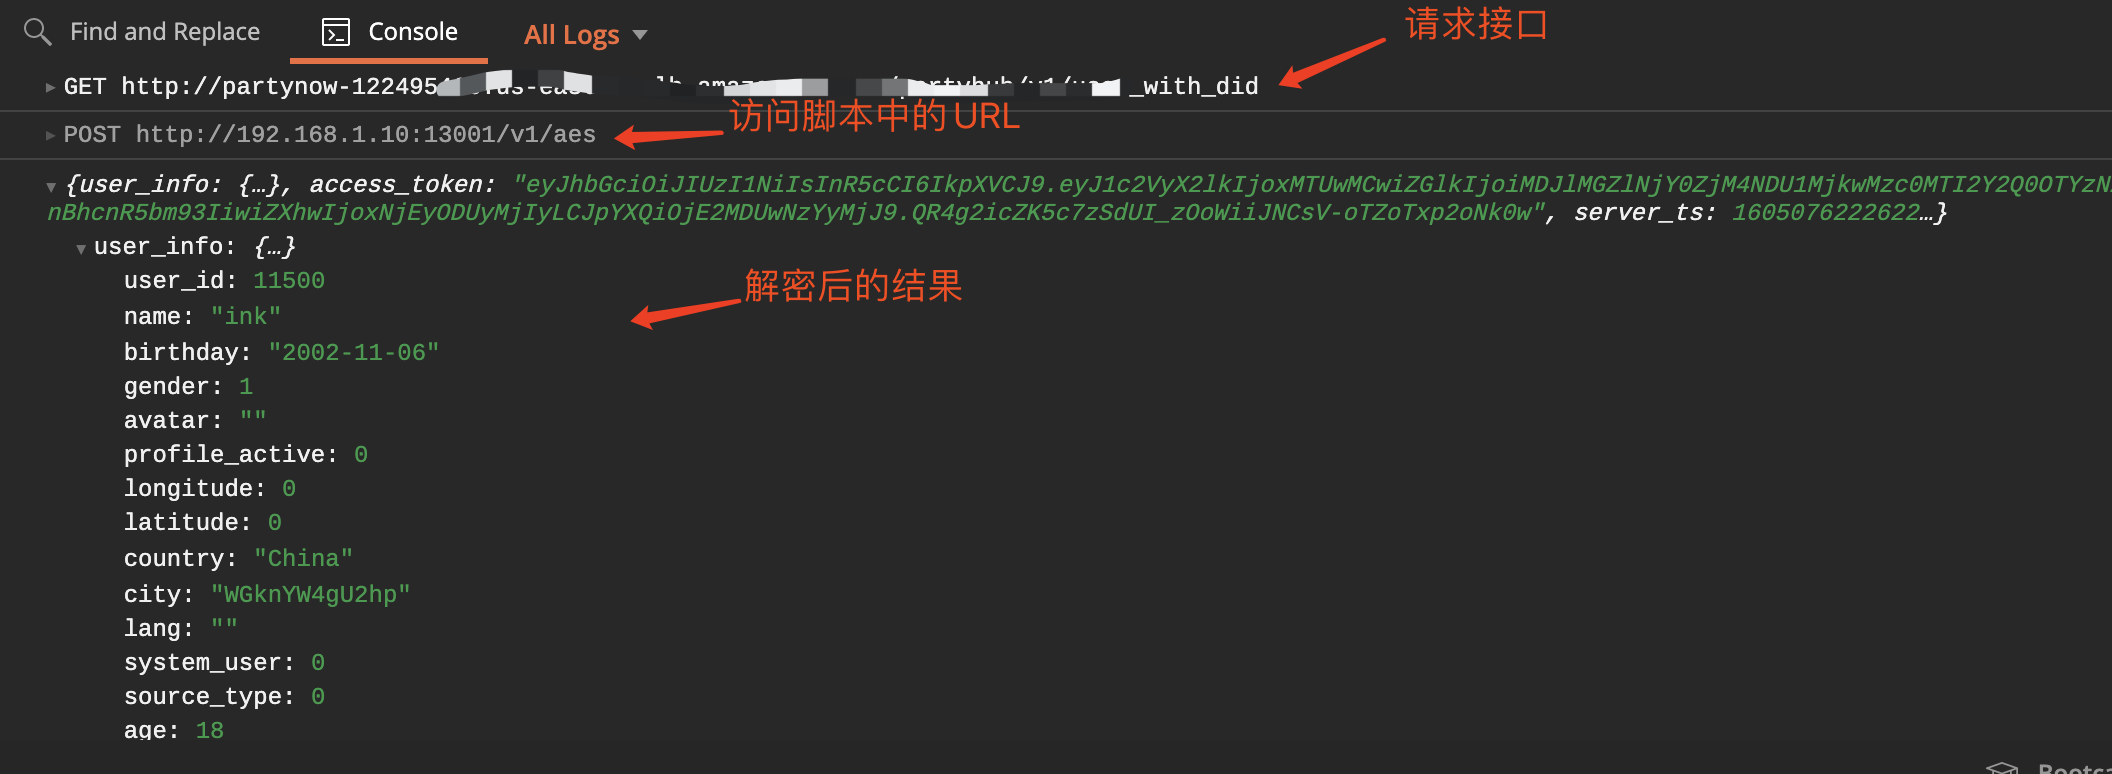 Find and Replace
Console
All Logs
请求接口
GET http://partynow-122495 _with_did
访问脚本中的URL
POST http://192.168.1.10:13001/v1/aes
{user_info: {…}, access_token: "eyJhbGciOiJIUzI1NiIsInR5cCI6IkpXVCJ9.eyJ1c2VyX2lkIjoxMTUwMCwiZGlkIjoiMDJlMGZlNjY0ZjM4NDU1MjkwMzc0MTI2Y2Q0OTYzN
nBhcnR5bm93IiwiZXhwIjoxNjEyODUyMjIyLCJpYXQiOjE2MDUwNzYyMjJ9.QR4g2icZK5c7zSdUI_zOoWiiJNCsV-oTZoTxp2oNk0w", server_ts: 1605076222622…}
user_info: {…}
解密后的结果
user_id: 11500
name: "ink"
birthday: "2002-11-06"
gender: 1
avatar: ""
profile_active: 0
longitude: 0
latitude: 0
country: "China"
city: "WGknYW4gU2hp"
lang: ""
system_user: 0
source_type: 0
age: 18